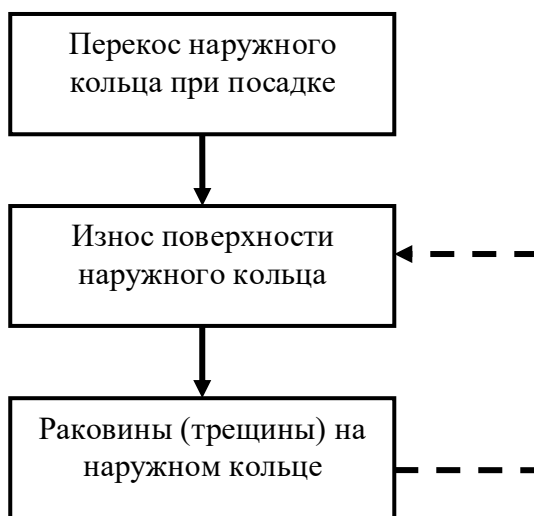 Перекос наружного
кольца при посадке
Износ поверхности
наружного кольца
Раковины (трещины) на
наружном кольце